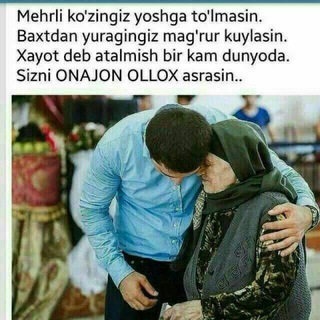 Mehrli ko'zingiz yoshga to'lmasin.
Baxtdan yuragingiz mag'rur kuylasin.
Xayot deb atalmish bir kam dunyoda.
Sizni ONAJON OLLOX asrasin..